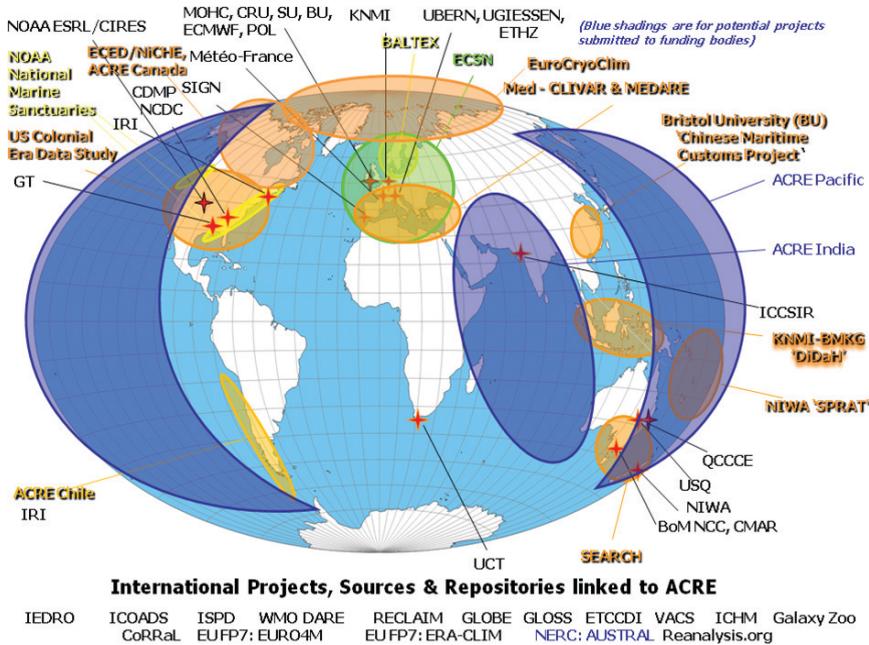 NOAA ESRL/CIRES
MOHC, CRU, SU, BU,
ECMWF, POL
KNMI
UBERN, UGIESSEN,
ETHZ
(Blue shadings are for potential projects
submitted to funding bodies)
NOAA
National
Marine
Sanctuaries
ECED/NiCHE,
ACRE Canada
Météo-France
BALTEX
ECSN
EuroCryoClim
Med - CLIVAR & MEDARE
CDMP
NCDC
SIGN
IRI
US Colonial
Era Data Study
GT
Bristol University (BU)
'Chinese Maritime
Customs Project'
ACRE Pacific
ACRE India
ICCSIR
KNMI-BMKG
'DiDaH'
NIWA 'SPRAT'
QCCCE
USQ
NIWA
BoM NCC, CMAR
SEARCH
ACRE Chile
IRI
UCT
International Projects, Sources & Repositories linked to ACRE
IEDRO ICOADS ISPD WMO DARE RECLAIM GLOBE GLOSS ETCCDI VACS ICHM Galaxy Zoo
CoRRaL EU FP7: EURO4M EU FP7: ERA-CLIM NERC: AUSTRAL Reanalysis.org